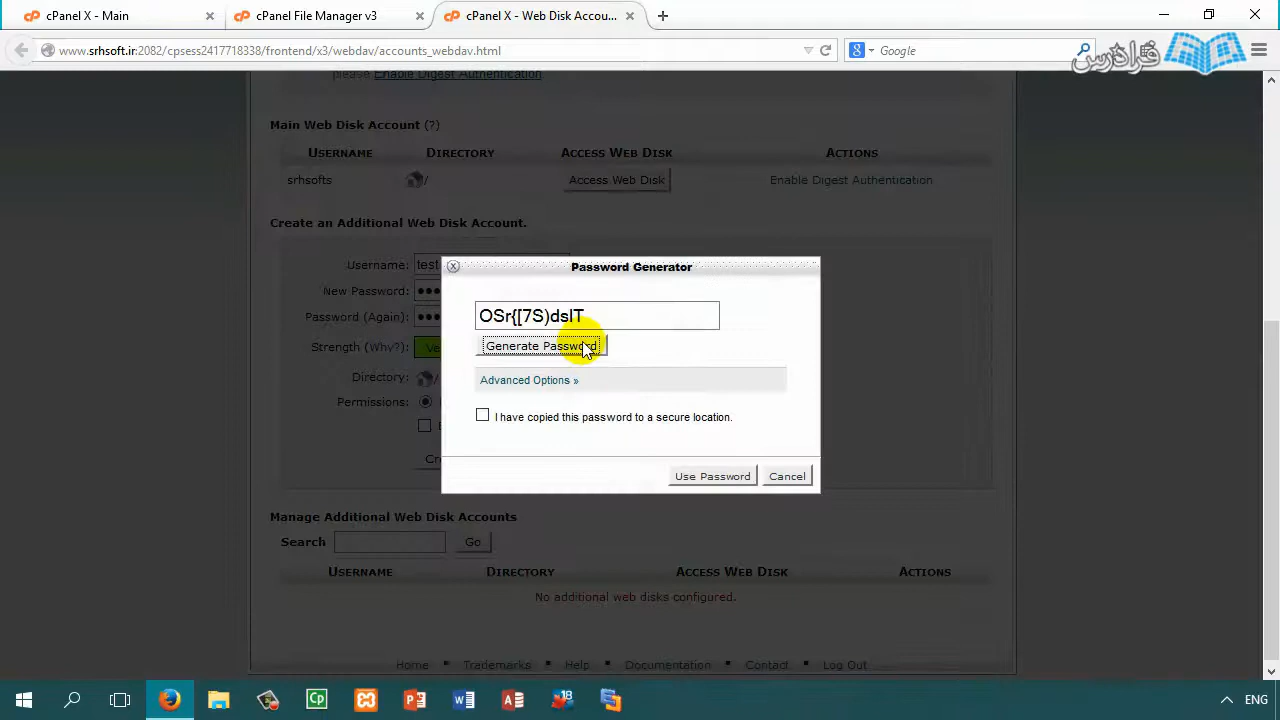 cPanel X - Main
cPanel File Manager v3
cPanel X - Web Disk Accou...
www.srhsoft.ir:2082/cpsess2417718338/frontend/x3/webdav/accounts_webdav.html
Google
فرادرس
please Enable Digest Authentication
Main Web Disk Account (?)
USERNAME DIRECTORY ACCESS WEB DISK ACTIONS
srhsofts / Access Web Disk Enable Digest Authentication
Create an Additional Web Disk Account.
Username: test
New Password:
Password (Again):
Strength (Why?): Ve
Directory: /
Permissions:
Password Generator
OSr{[7S)dsIT
Generate Password
Advanced Options »
I have copied this password to a secure location.
Use Password Cancel
Manage Additional Web Disk Accounts
Search Go
USERNAME DIRECTORY ACCESS WEB DISK ACTIONS
No additional web disks configured.
Home Trademarks Help Documentation Contact Log Out
ENG